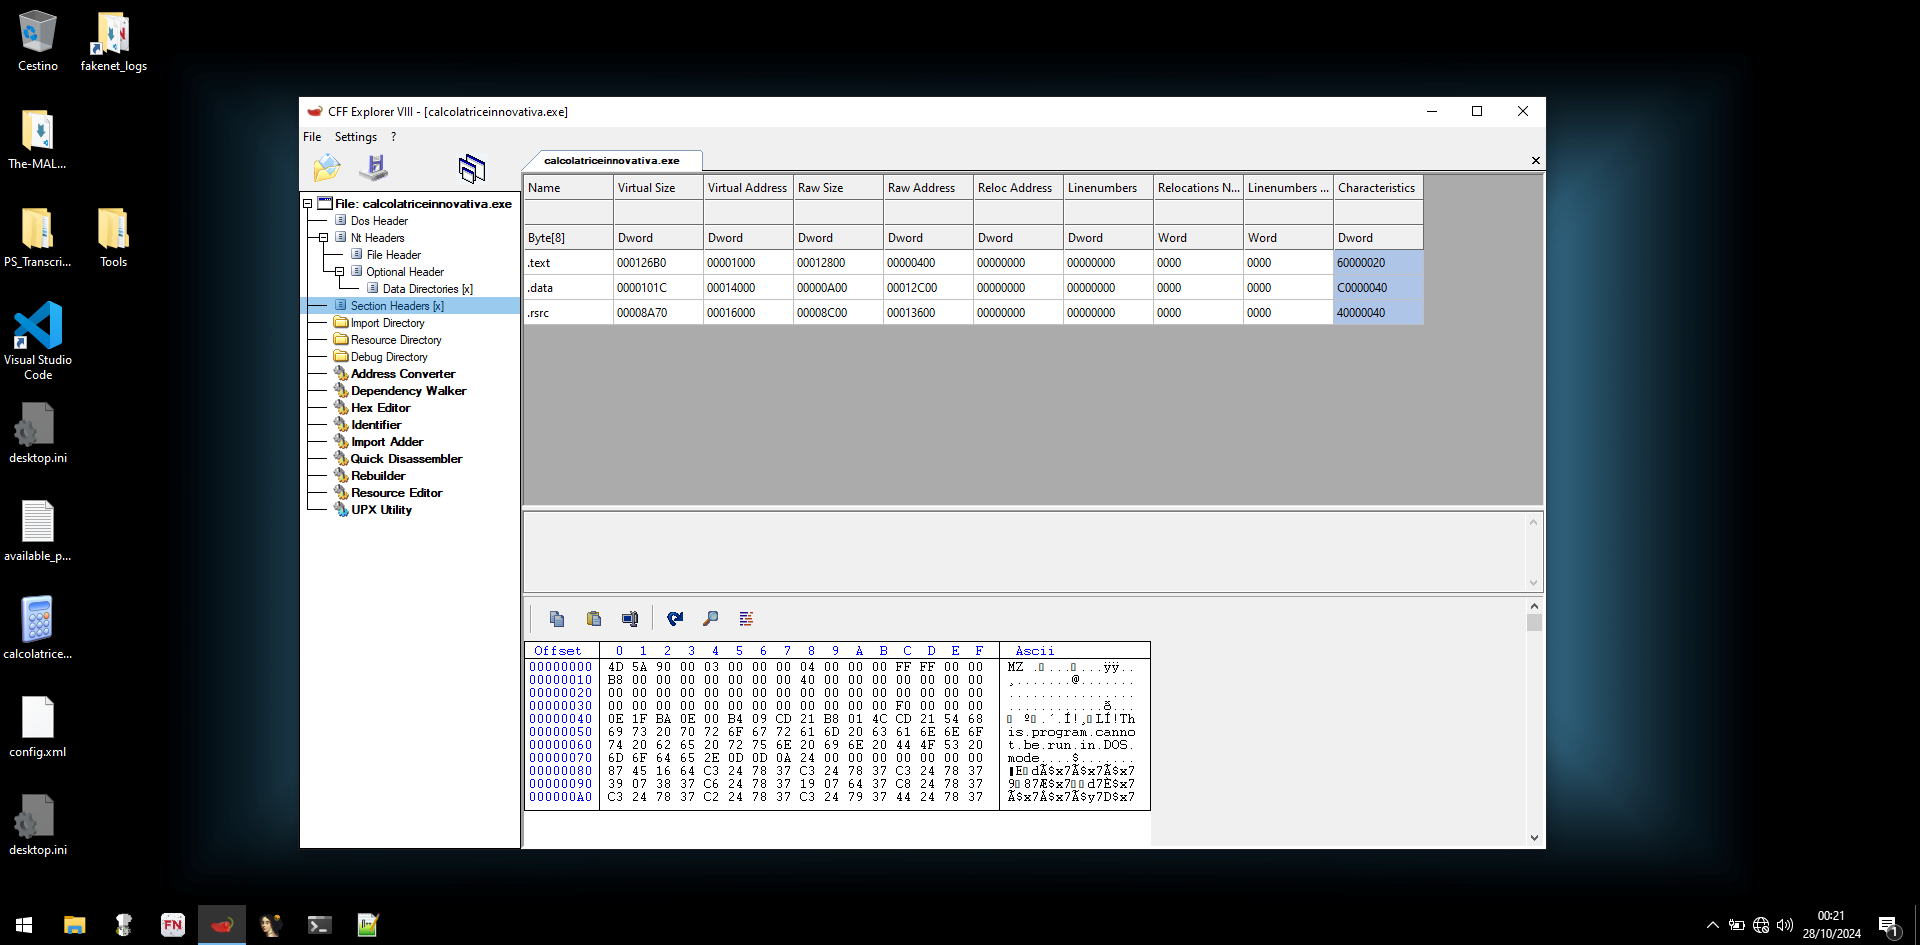 Cestino
fakenet_logs
The-MAL...
PS_Transcri...
Tools
Visual Studio
Code
desktop.ini
available_p...
calcolatrice...
config.xml
desktop.ini
CFF Explorer VIII - [calcolatriceinnovativa.exe]
File Settings ?
calcolatriceinnovativa.exe
File: calcolatriceinnovativa.exe
Dos Header
Nt Headers
File Header
Optional Header
Data Directories [x]
Section Headers [x]
Import Directory
Resource Directory
Debug Directory
Address Converter
Dependency Walker
Hex Editor
Identifier
Import Adder
Quick Disassembler
Rebuilder
Resource Editor
UPX Utility
Name Virtual Size Virtual Address Raw Size Raw Address Reloc Address Linenumbers Relocations N... Linenumbers ... Characteristics
Byte[8] Dword Dword Dword Dword Dword Dword Word Word Dword
.text 000126B0 00001000 00012800 00000400 00000000 00000000 0000 0000 60000020
.data 0000101C 00014000 00000A00 00012C00 00000000 00000000 0000 0000 C0000040
.rsrc 00008A70 00016000 00008C00 00013600 00000000 00000000 0000 0000 40000040
Offset 0 1 2 3 4 5 6 7 8 9 A B C D E F Ascii
00000000 4D 5A 90 00 03 00 00 00 04 00 00 00 FF FF 00 00 MZ .▯...▯...ÿÿ..
00000010 B8 00 00 00 00 00 00 00 40 00 00 00 00 00 00 00 ¸.......@.......
00000020 00 00 00 00 00 00 00 00 00 00 00 00 00 00 00 00 ................
00000030 00 00 00 00 00 00 00 00 00 00 00 00 F0 00 00 00 ............ð...
00000040 0E 1F BA 0E 00 B4 09 CD 21 B8 01 4C CD 21 54 68 ▯ º▯.´.Í!¸▯LÍ!Th
00000050 69 73 20 70 72 6F 67 72 61 6D 20 63 61 6E 6E 6F is.program.canno
00000060 74 20 62 65 20 72 75 6E 20 69 6E 20 44 4F 53 20 t.be.run.in.DOS.
00000070 6D 6F 64 65 2E 0D 0D 0A 24 00 00 00 00 00 00 00 mode....$.......
00000080 87 45 16 64 C3 24 78 37 C3 24 78 37 C3 24 78 37 ▮E▯dÃ$x7Ã$x7Ã$x7
00000090 39 07 38 37 C6 24 78 37 19 07 64 37 C8 24 78 37 9▯87Æ$x7▯▯d7È$x7
000000A0 C3 24 78 37 C2 24 78 37 C3 24 79 37 44 24 78 37 Ã$x7Â$x7Ã$y7D$x7
FN
00:21
28/10/2024
1